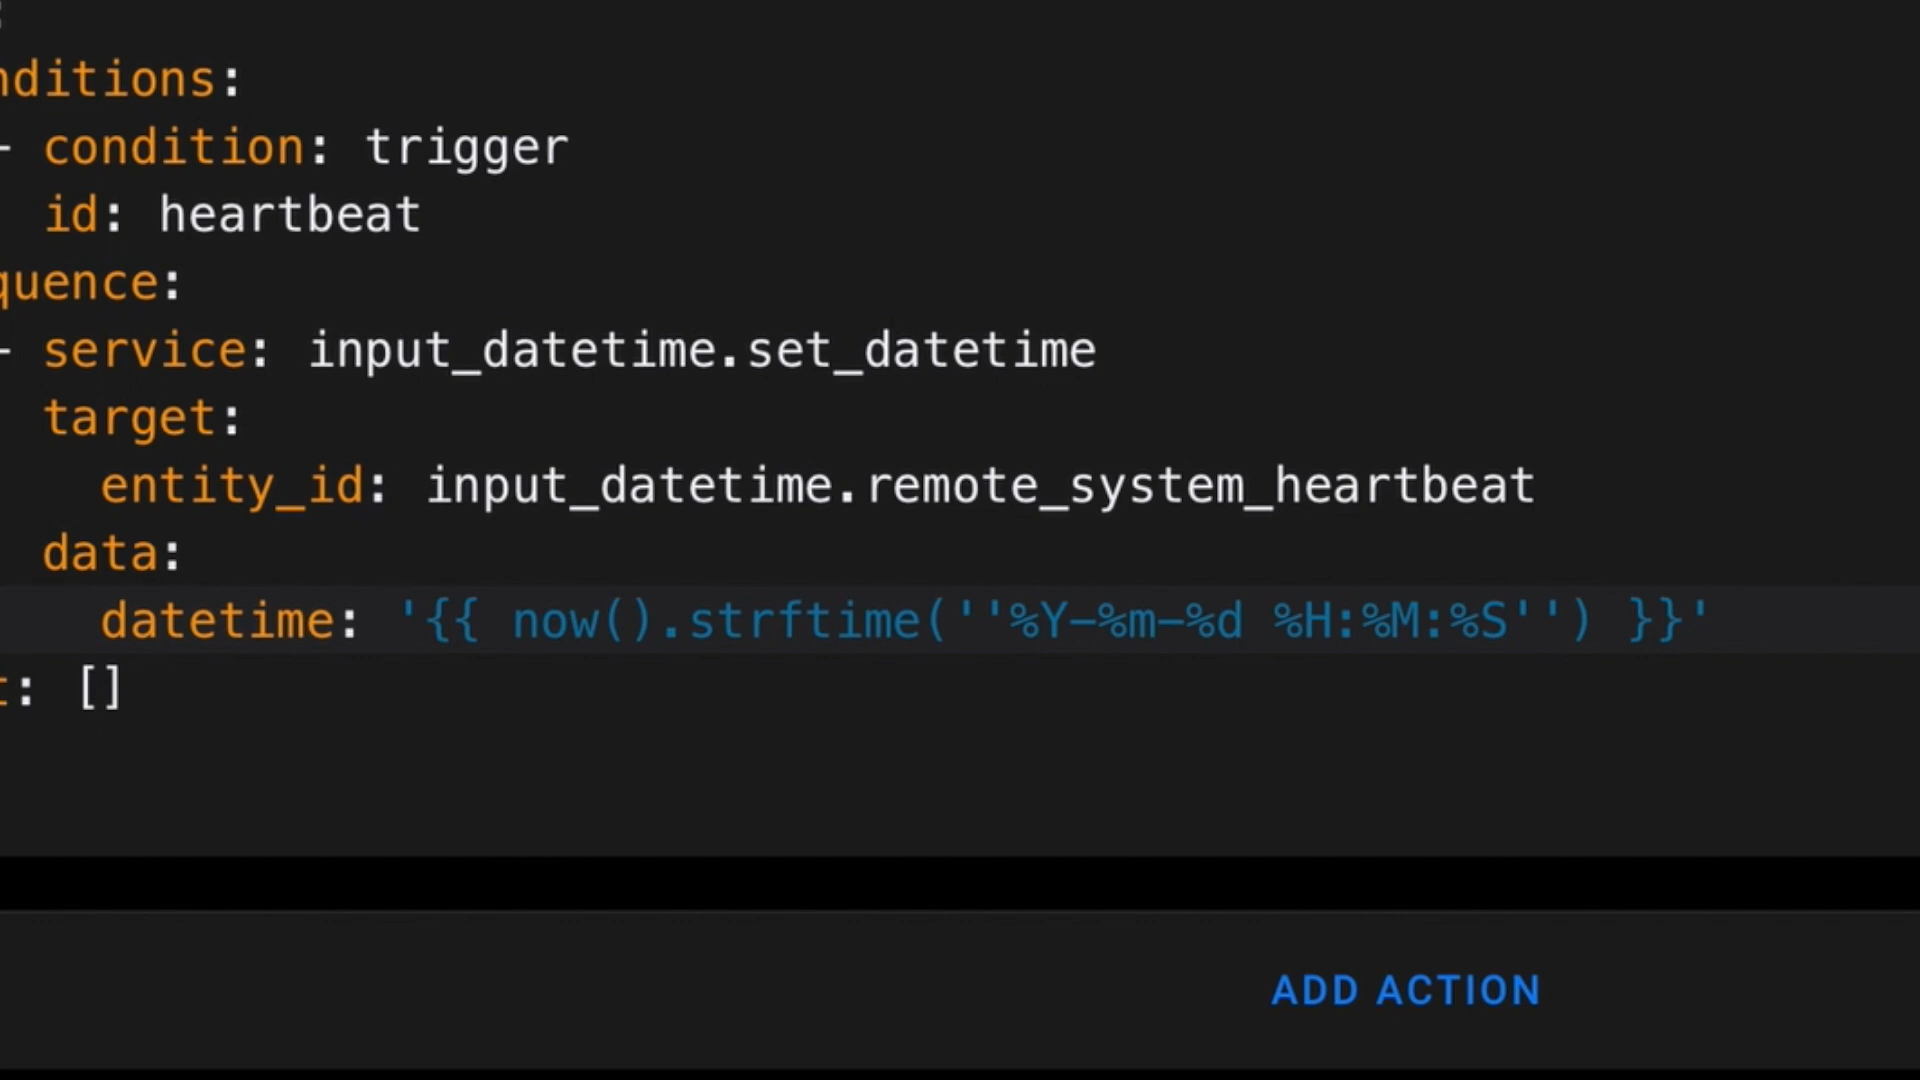 :
nditions:
- condition: trigger
id: heartbeat
quence:
- service: input_datetime.set_datetime
target:
entity_id: input_datetime.remote_system_heartbeat
data:
datetime: '{{ now().strftime(''%Y-%m-%d %H:%M:%S'') }}'
t: []
ADD ACTION